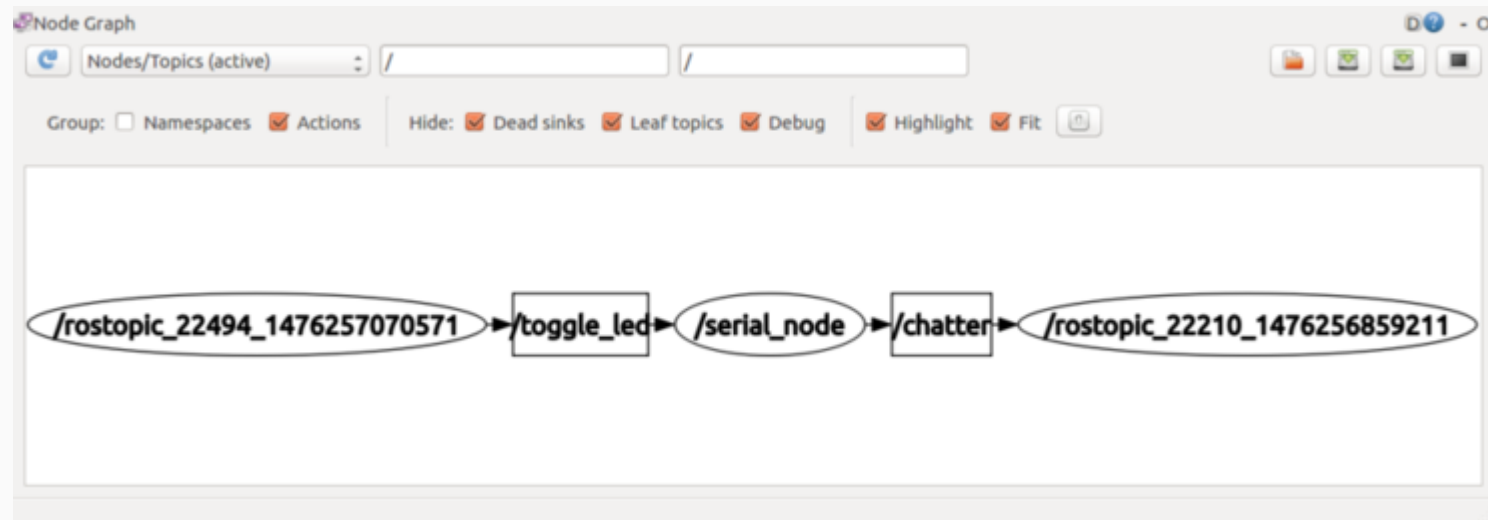 Node Graph
D - O
Nodes/Topics (active) / /
Group: Namespaces Actions Hide: Dead sinks Leaf topics Debug Highlight Fit
/rostopic_22494_1476257070571 /toggle_led /serial_node /chatter /rostopic_22210_1476256859211